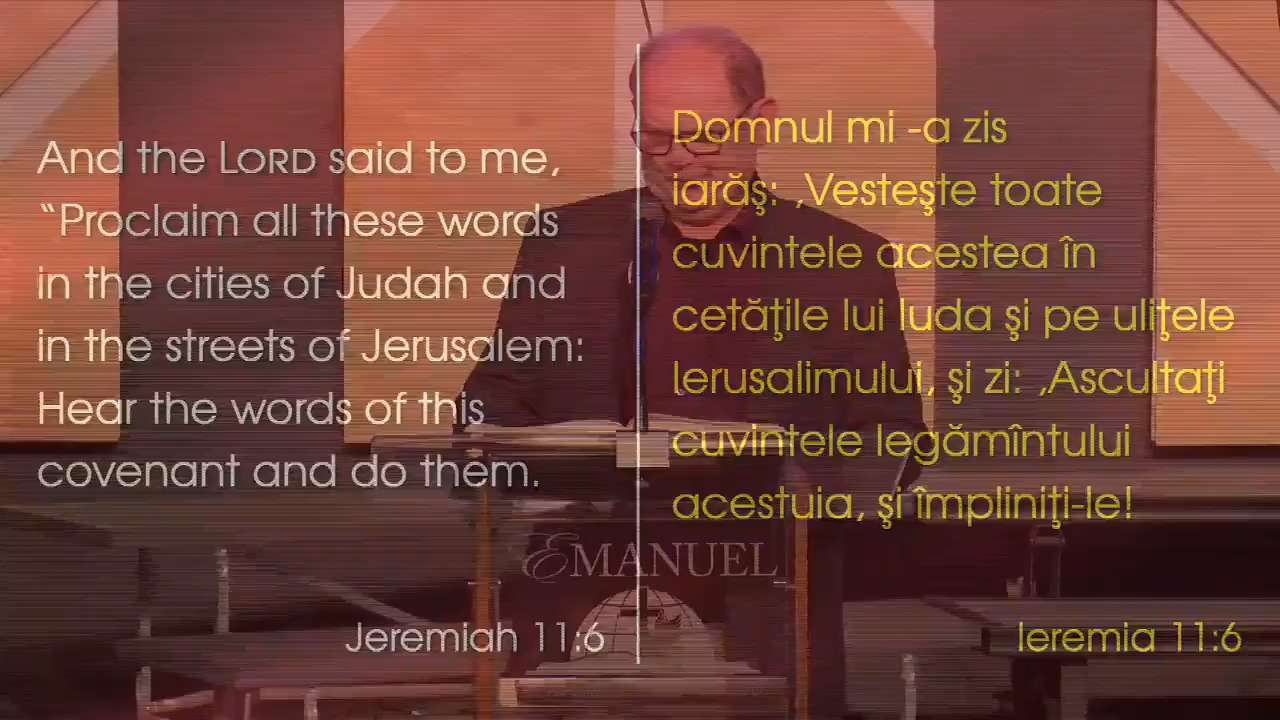 And the LORD said to me,
“Proclaim all these words
in the cities of Judah and
in the streets of Jerusalem:
Hear the words of this
covenant and do them.
Jeremiah 11:6
Domnul mi -a zis
iarăş: ,Vesteşte toate
cuvintele acestea în
cetăţile lui Iuda şi pe uliţele
Ierusalimului, şi zi: ,Ascultaţi
cuvintele legămîntului
acestuia, şi împliniţi-le!
Ieremia 11:6
EMANUEL